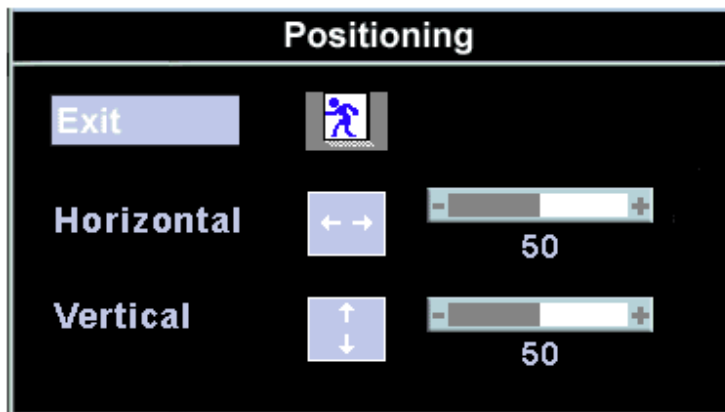 Positioning
Exit
Horizontal
- +
50
Vertical
- +
50